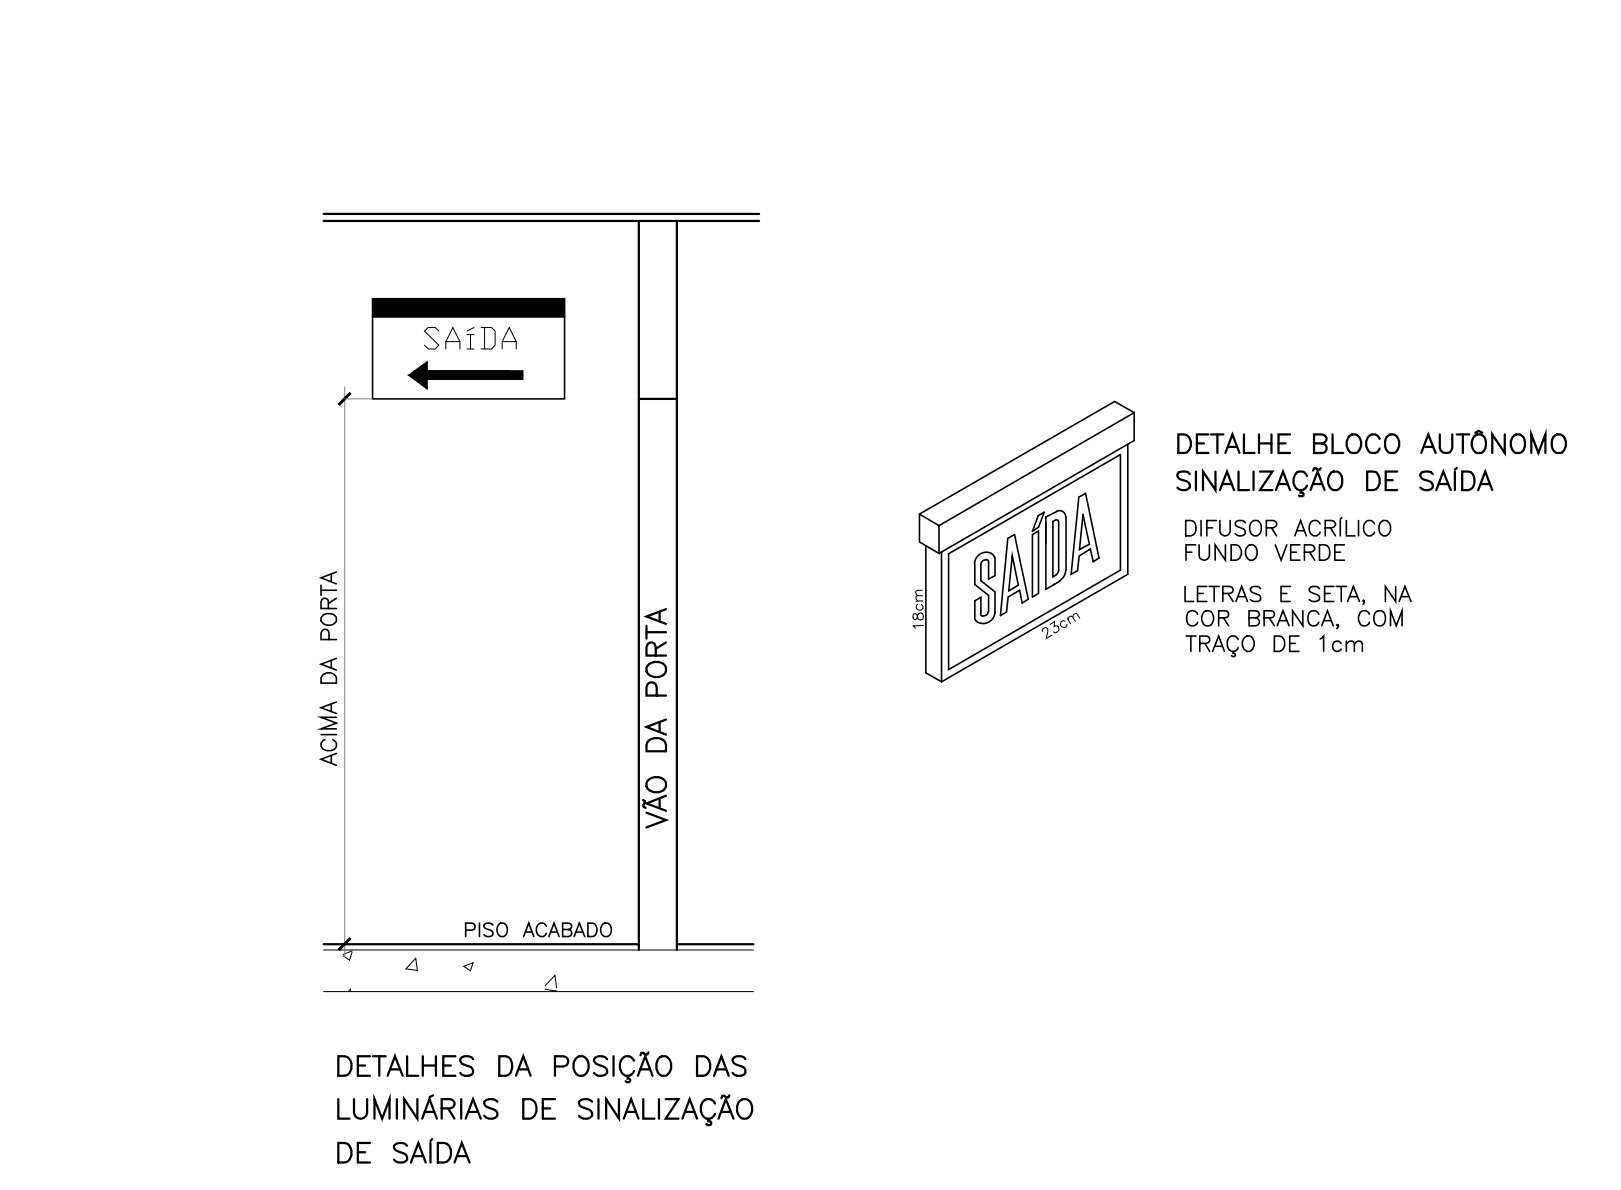 SAíDA
ACIMA DA PORTA
VÃO DA PORTA
PISO ACABADO
DETALHES DA POSIÇÃO DAS
LUMINÁRIAS DE SINALIZAÇÃO
DE SAÍDA
SAÍDA
18cm
23cm
DETALHE BLOCO AUTÔNOMO
SINALIZAÇÃO DE SAÍDA
DIFUSOR ACRÍLICO
FUNDO VERDE
LETRAS E SETA, NA
COR BRANCA, COM
TRAÇO DE 1cm